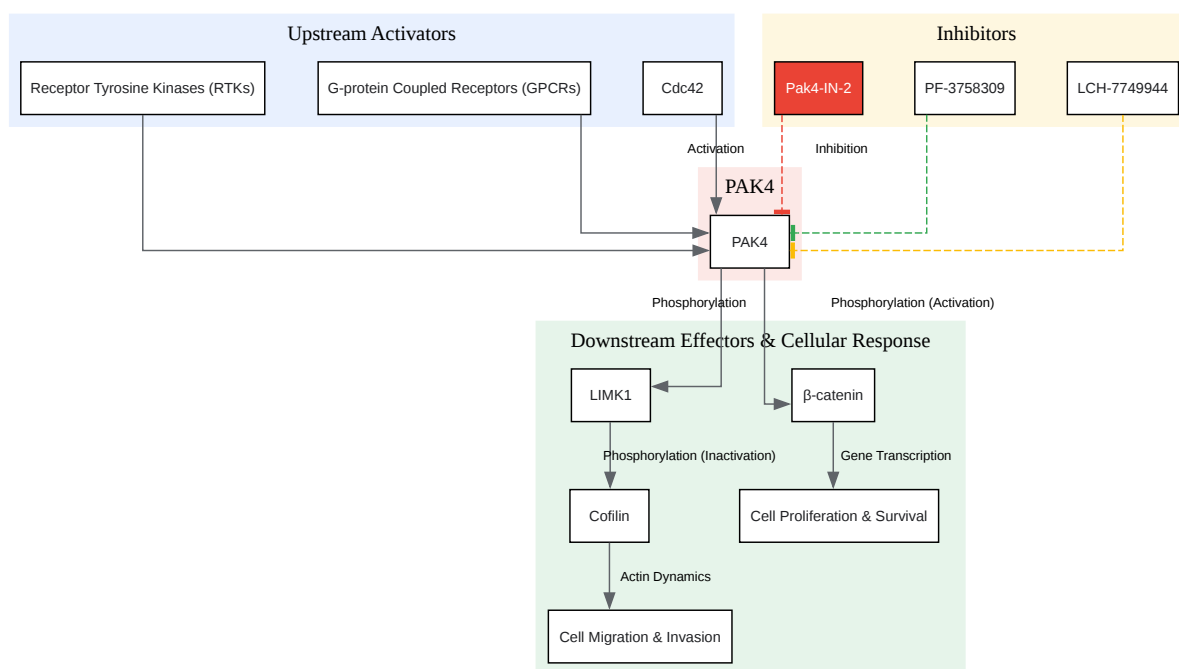 Upstream Activators
Inhibitors
Receptor Tyrosine Kinases (RTKs)
G-protein Coupled Receptors (GPCRs)
Cdc42
Pak4-IN-2
PF-3758309
LCH-7749944
Activation
Inhibition
PAK4
PAK4
Phosphorylation
Phosphorylation (Activation)
Downstream Effectors & Cellular Response
LIMK1
β-catenin
Phosphorylation (Inactivation)
Gene Transcription
Cofilin
Cell Proliferation & Survival
Actin Dynamics
Cell Migration & Invasion